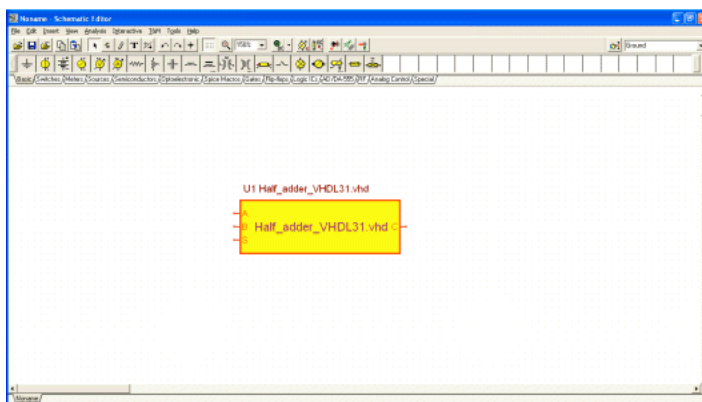 Noname - Schematic Editor
File Edit Insert View Analysis Interactive T&M Tools Help
150%
Ground
Basic Switches Meters Sources Semiconductors Optoelectronic Spice Macros Gates Flip-flops Logic ICs AD/DA-555 RF Analog Control Special
U1 Half_adder_VHDL31.vhd
A
B Half_adder_VHDL31.vhd C
S
Noname